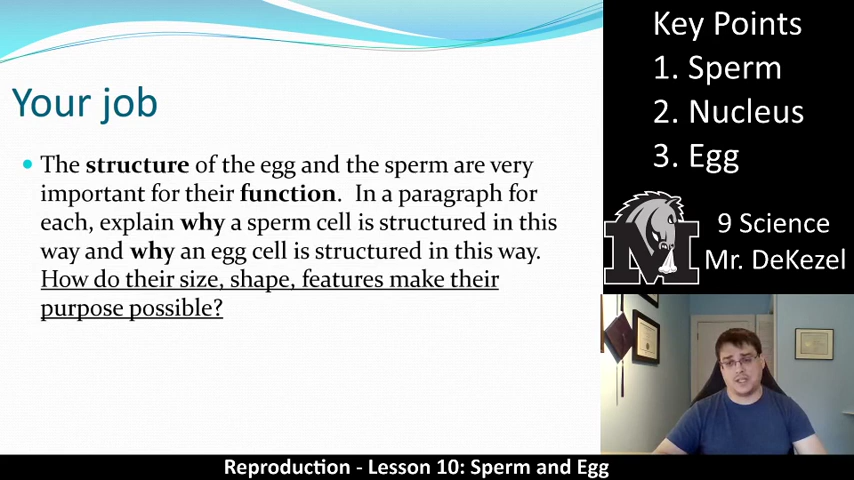 Your job
The structure of the egg and the sperm are very
important for their function. In a paragraph for
each, explain why a sperm cell is structured in this
way and why an egg cell is structured in this way.
How do their size, shape, features make their
purpose possible?
Key Points
1. Sperm
2. Nucleus
3. Egg
M
9 Science
Mr. DeKezel
Reproduction - Lesson 10: Sperm and Egg